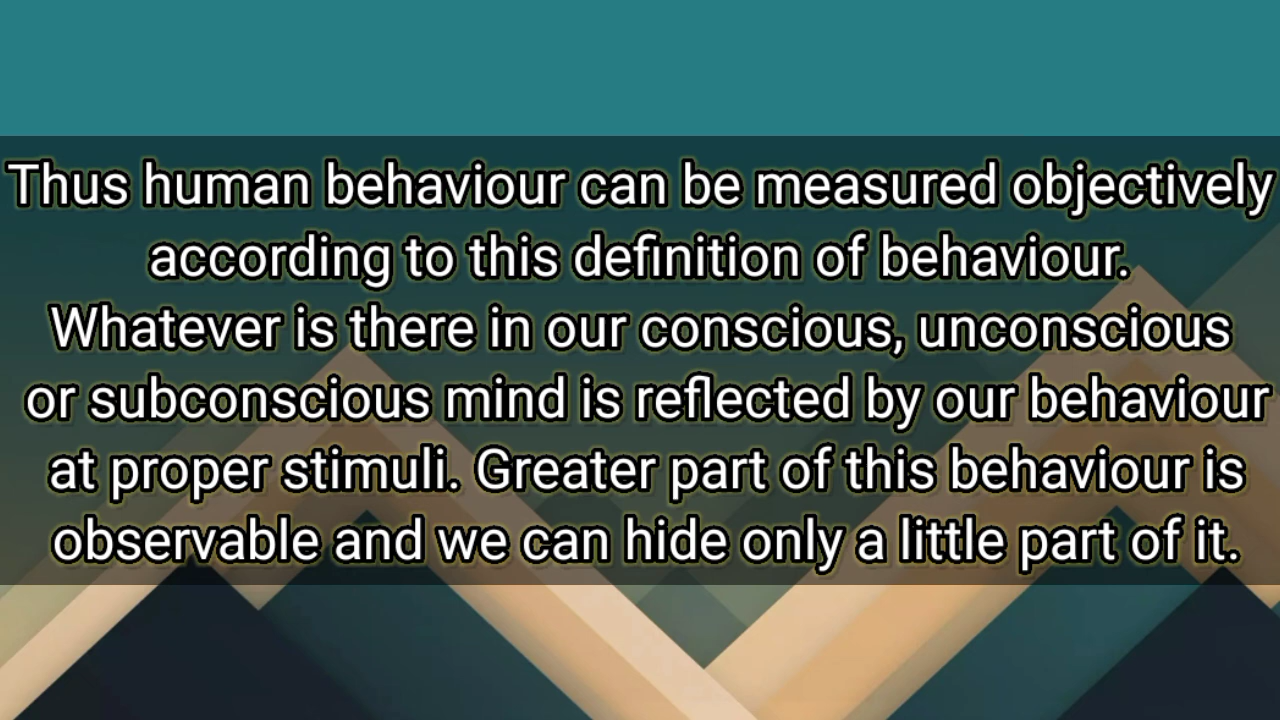 Thus human behaviour can be measured objectively
according to this definition of behaviour.
Whatever is there in our conscious, unconscious
or subconscious mind is reflected by our behaviour
at proper stimuli. Greater part of this behaviour is
observable and we can hide only a little part of it.